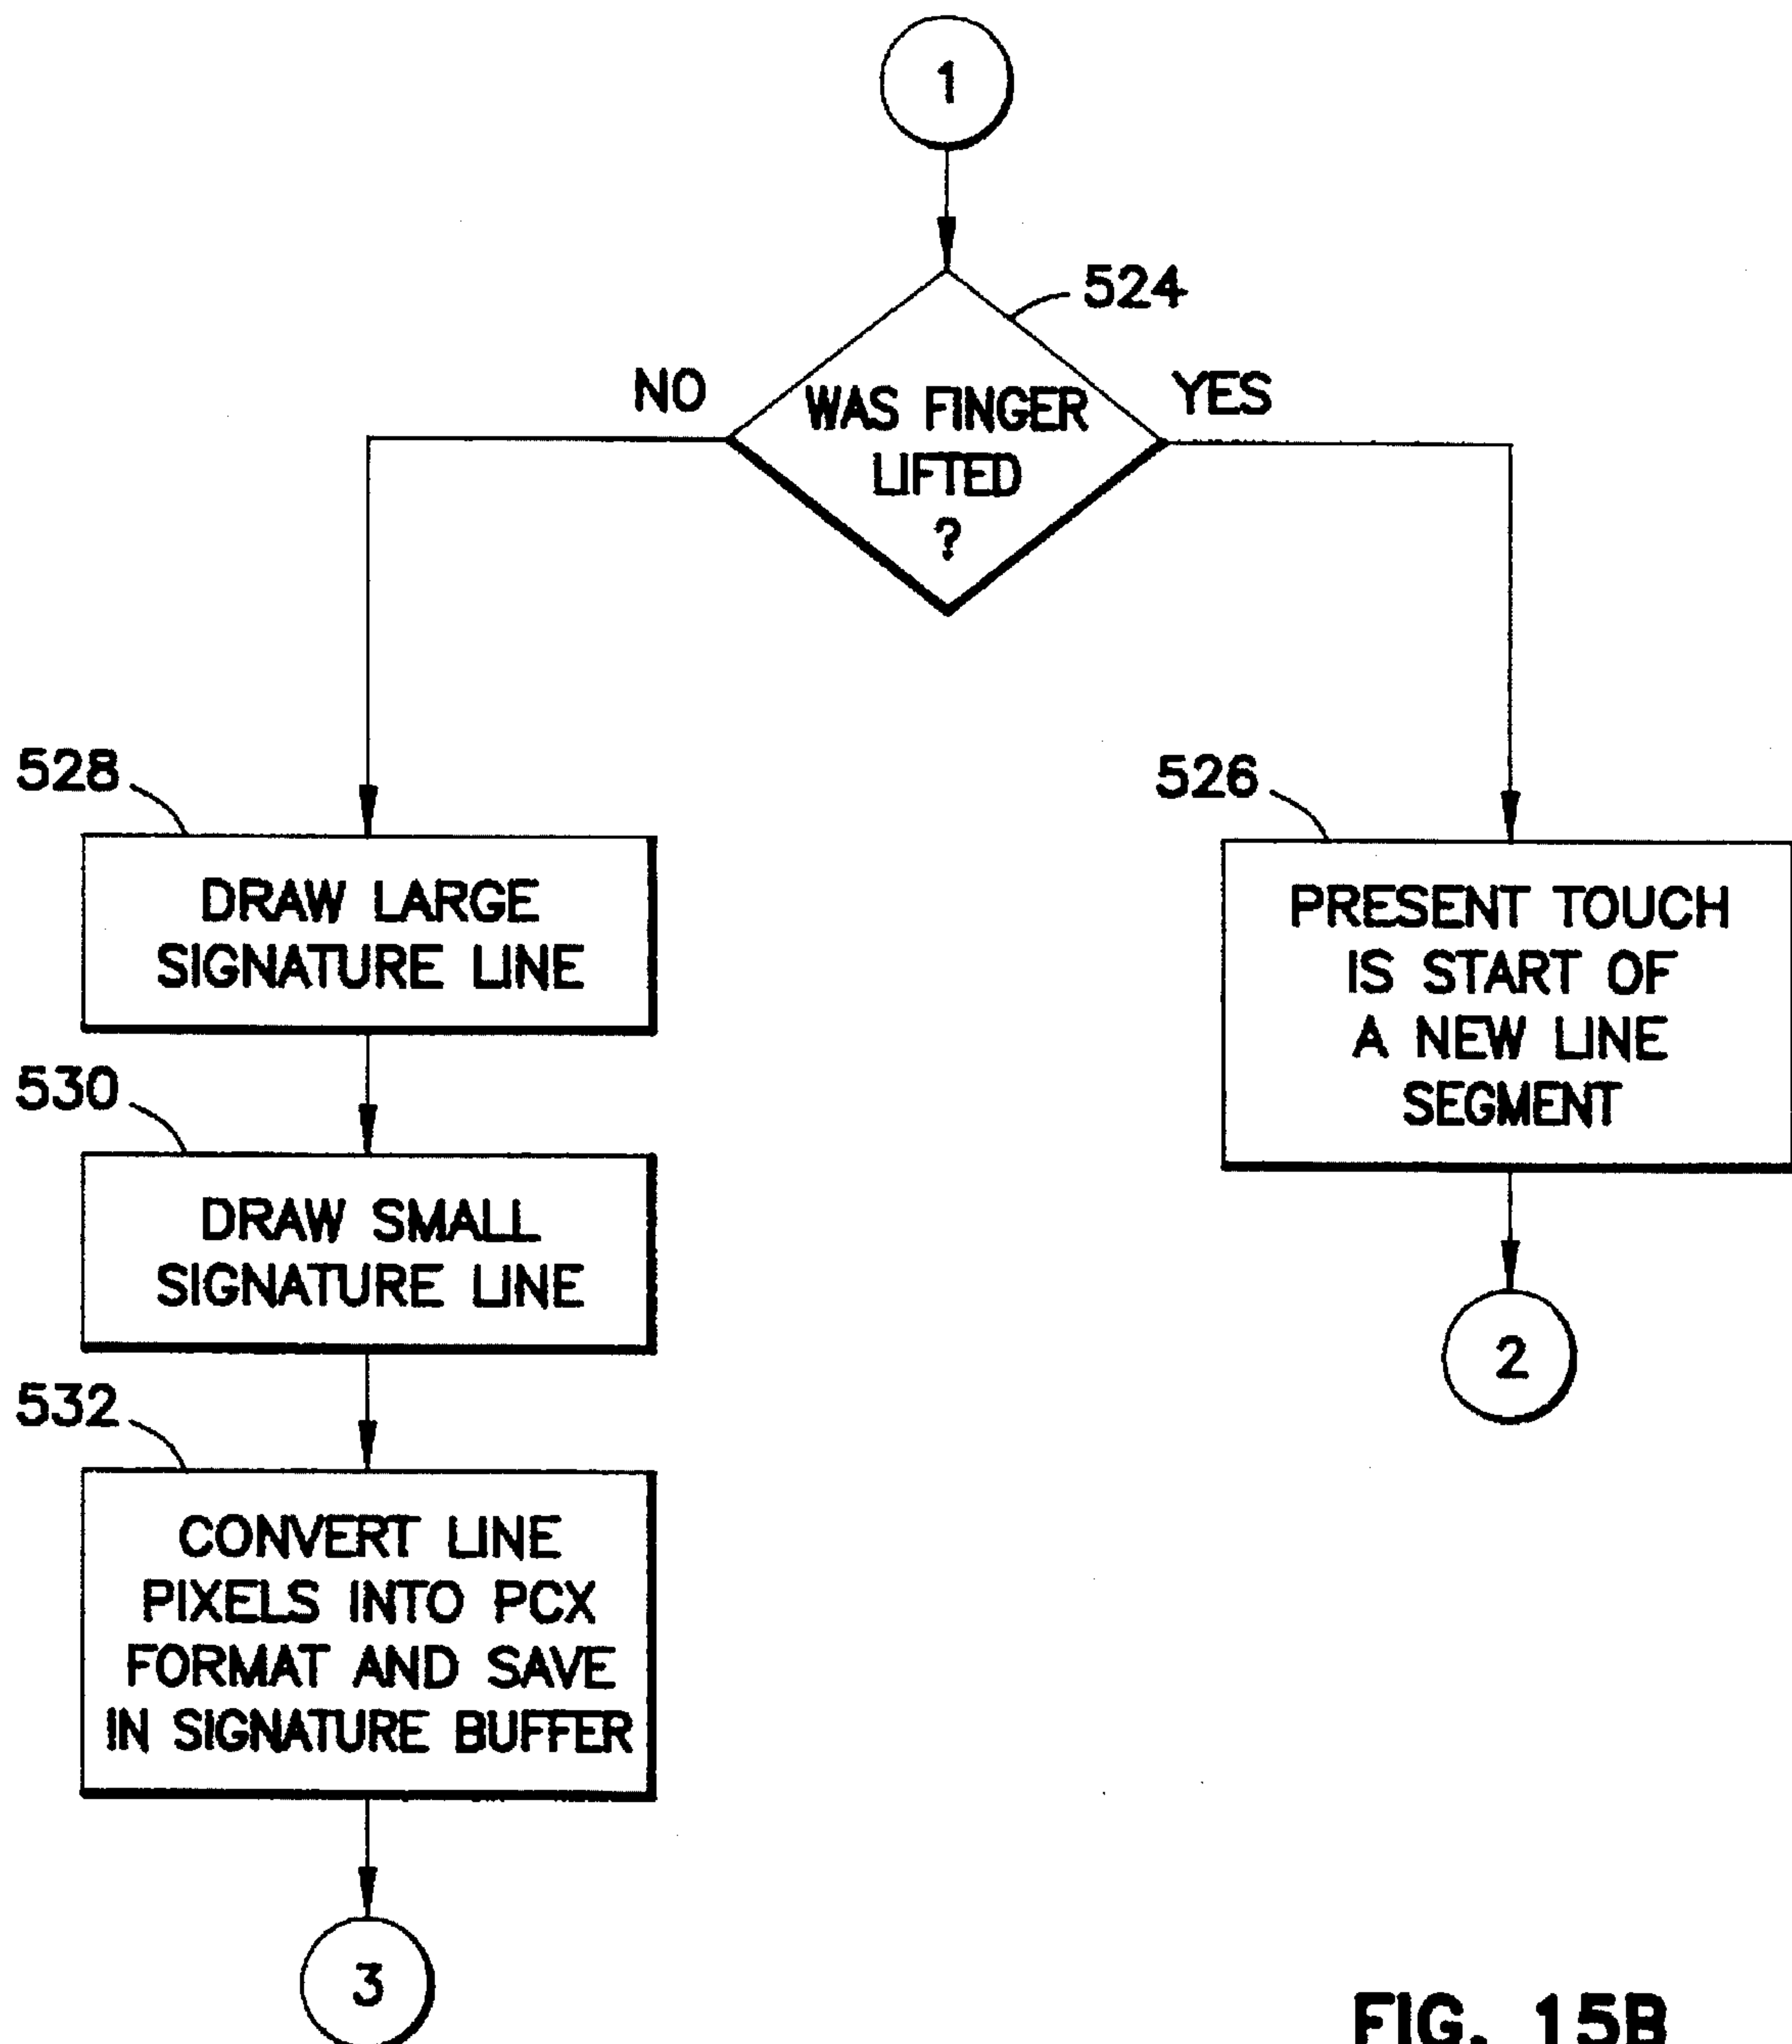 1
524
NO
YES
WAS FINGER
LIFTED
?
528
DRAW LARGE
SIGNATURE LINE
526
PRESENT TOUCH
IS START OF
A NEW LINE
SEGMENT
530
DRAW SMALL
SIGNATURE LINE
2
532
CONVERT LINE
PIXELS INTO PCX
FORMAT AND SAVE
IN SIGNATURE BUFFER
3
FIG. 15B